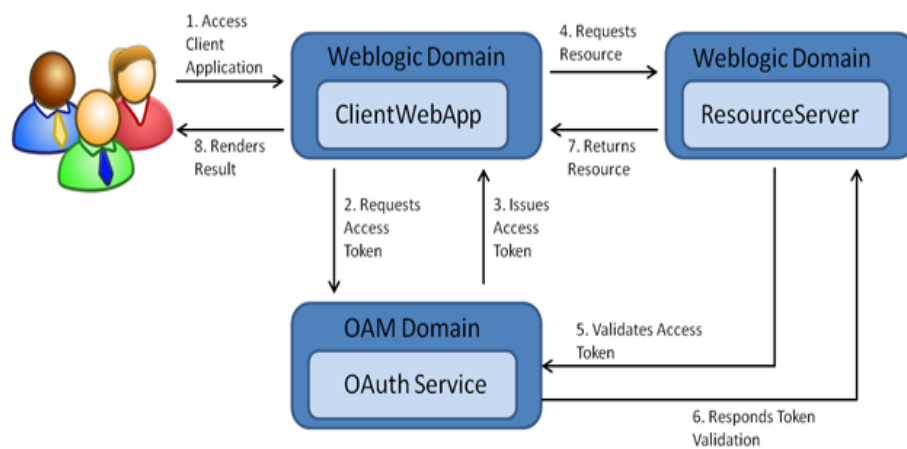 1. Access
Client
Application
Weblogic Domain
ClientWebApp
4. Requests
Resource
Weblogic Domain
ResourceServer
8. Renders
Result
7. Returns
Resource
2. Requests
Access
Token
3. Issues
Access
Token
OAM Domain
OAuth Service
5. Validates Access
Token
6. Responds Token
Validation